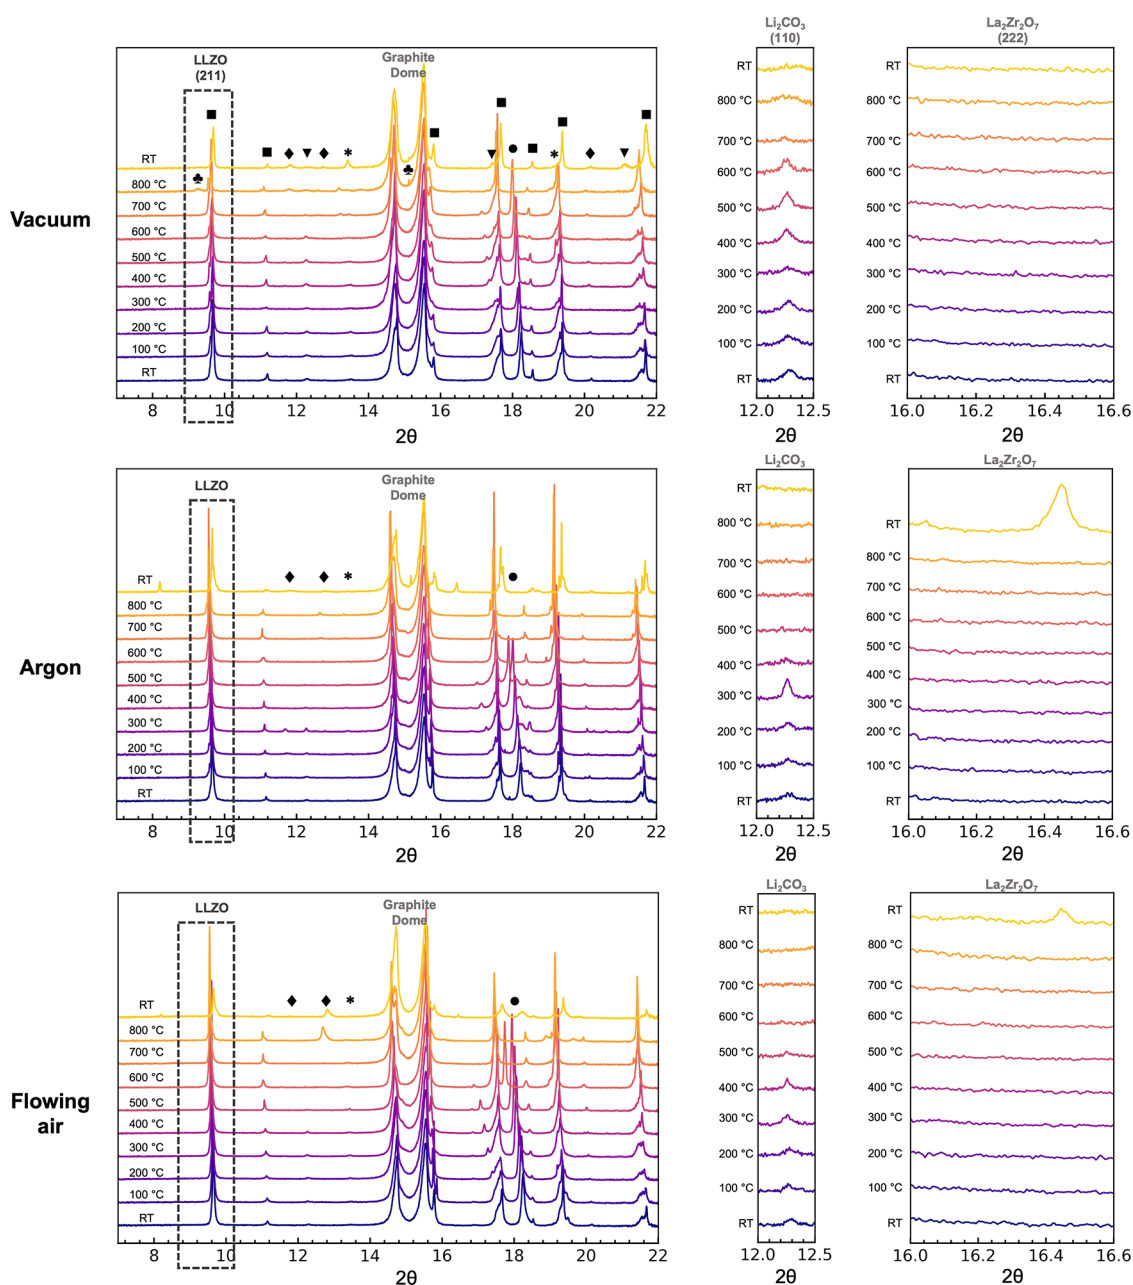 Vacuum
LLZO
(211)
Graphite
Dome
RT
800 °C
700 °C
600 °C
500 °C
400 °C
300 °C
200 °C
100 °C
RT
8 10 12 14 16 18 20 22
2θ
Li₂CO₃
(110)
RT
800 °C
700 °C
600 °C
500 °C
400 °C
300 °C
200 °C
100 °C
RT
12.0 12.5
2θ
La₂Zr₂O₇
(222)
RT
800 °C
700 °C
600 °C
500 °C
400 °C
300 °C
200 °C
100 °C
RT
16.0 16.2 16.4 16.6
2θ
Argon
LLZO
Graphite
Dome
RT
800 °C
700 °C
600 °C
500 °C
400 °C
300 °C
200 °C
100 °C
RT
8 10 12 14 16 18 20 22
2θ
Li₂CO₃
RT
800 °C
700 °C
600 °C
500 °C
400 °C
300 °C
200 °C
100 °C
RT
12.0 12.5
2θ
La₂Zr₂O₇
RT
800 °C
700 °C
600 °C
500 °C
400 °C
300 °C
200 °C
100 °C
RT
16.0 16.2 16.4 16.6
2θ
Flowing
air
LLZO
Graphite
Dome
RT
800 °C
700 °C
600 °C
500 °C
400 °C
300 °C
200 °C
100 °C
RT
8 10 12 14 16 18 20 22
2θ
Li₂CO₃
RT
800 °C
700 °C
600 °C
500 °C
400 °C
300 °C
200 °C
100 °C
RT
12.0 12.5
2θ
La₂Zr₂O₇
RT
800 °C
700 °C
600 °C
500 °C
400 °C
300 °C
200 °C
100 °C
RT
16.0 16.2 16.4 16.6
2θ